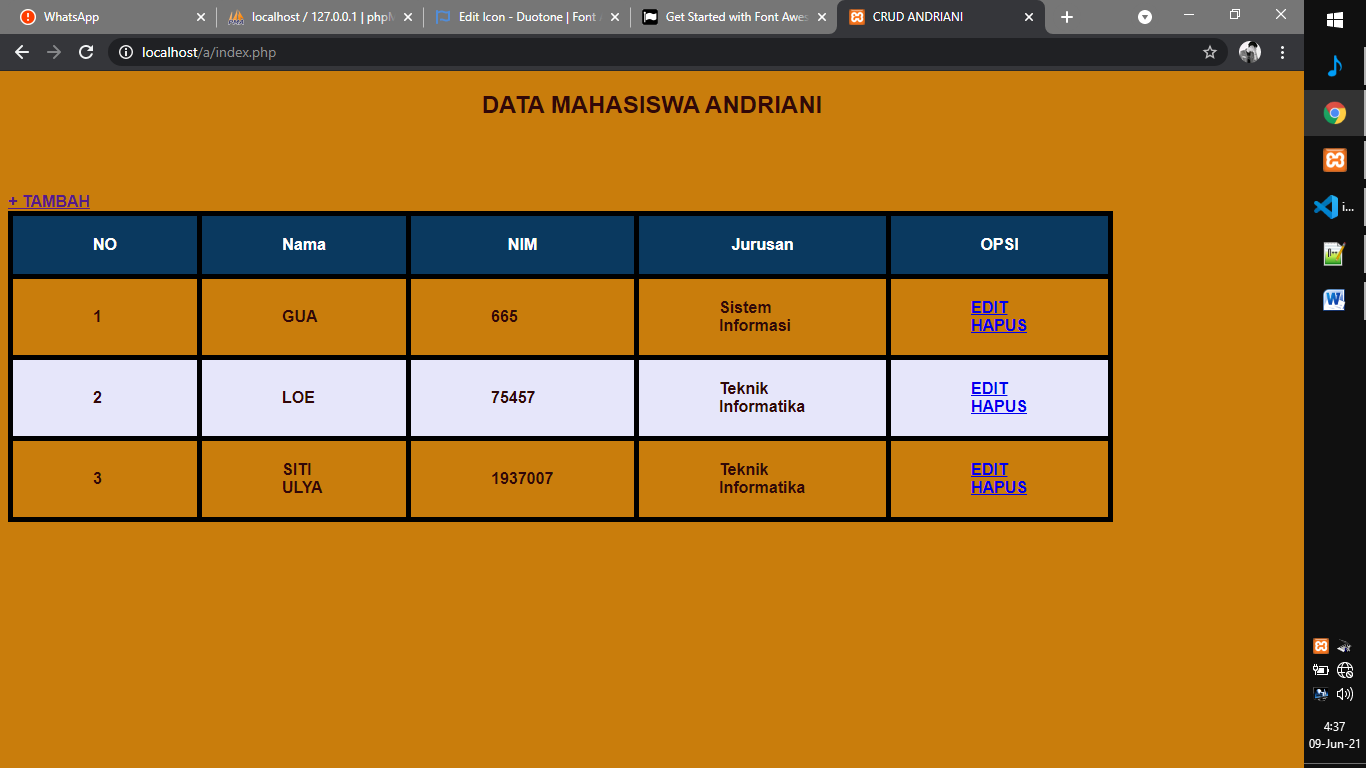 WhatsApp
localhost / 127.0.0.1 | phpM
Edit Icon - Duotone | Font A
Get Started with Font Awes
CRUD ANDRIANI
localhost/a/index.php
DATA MAHASISWA ANDRIANI
+ TAMBAH
NO Nama NIM Jurusan OPSI
1 GUA 665 Sistem Informasi EDIT HAPUS
2 LOE 75457 Teknik Informatika EDIT HAPUS
3 SITI ULYA 1937007 Teknik Informatika EDIT HAPUS
i...
4:37
09-Jun-21